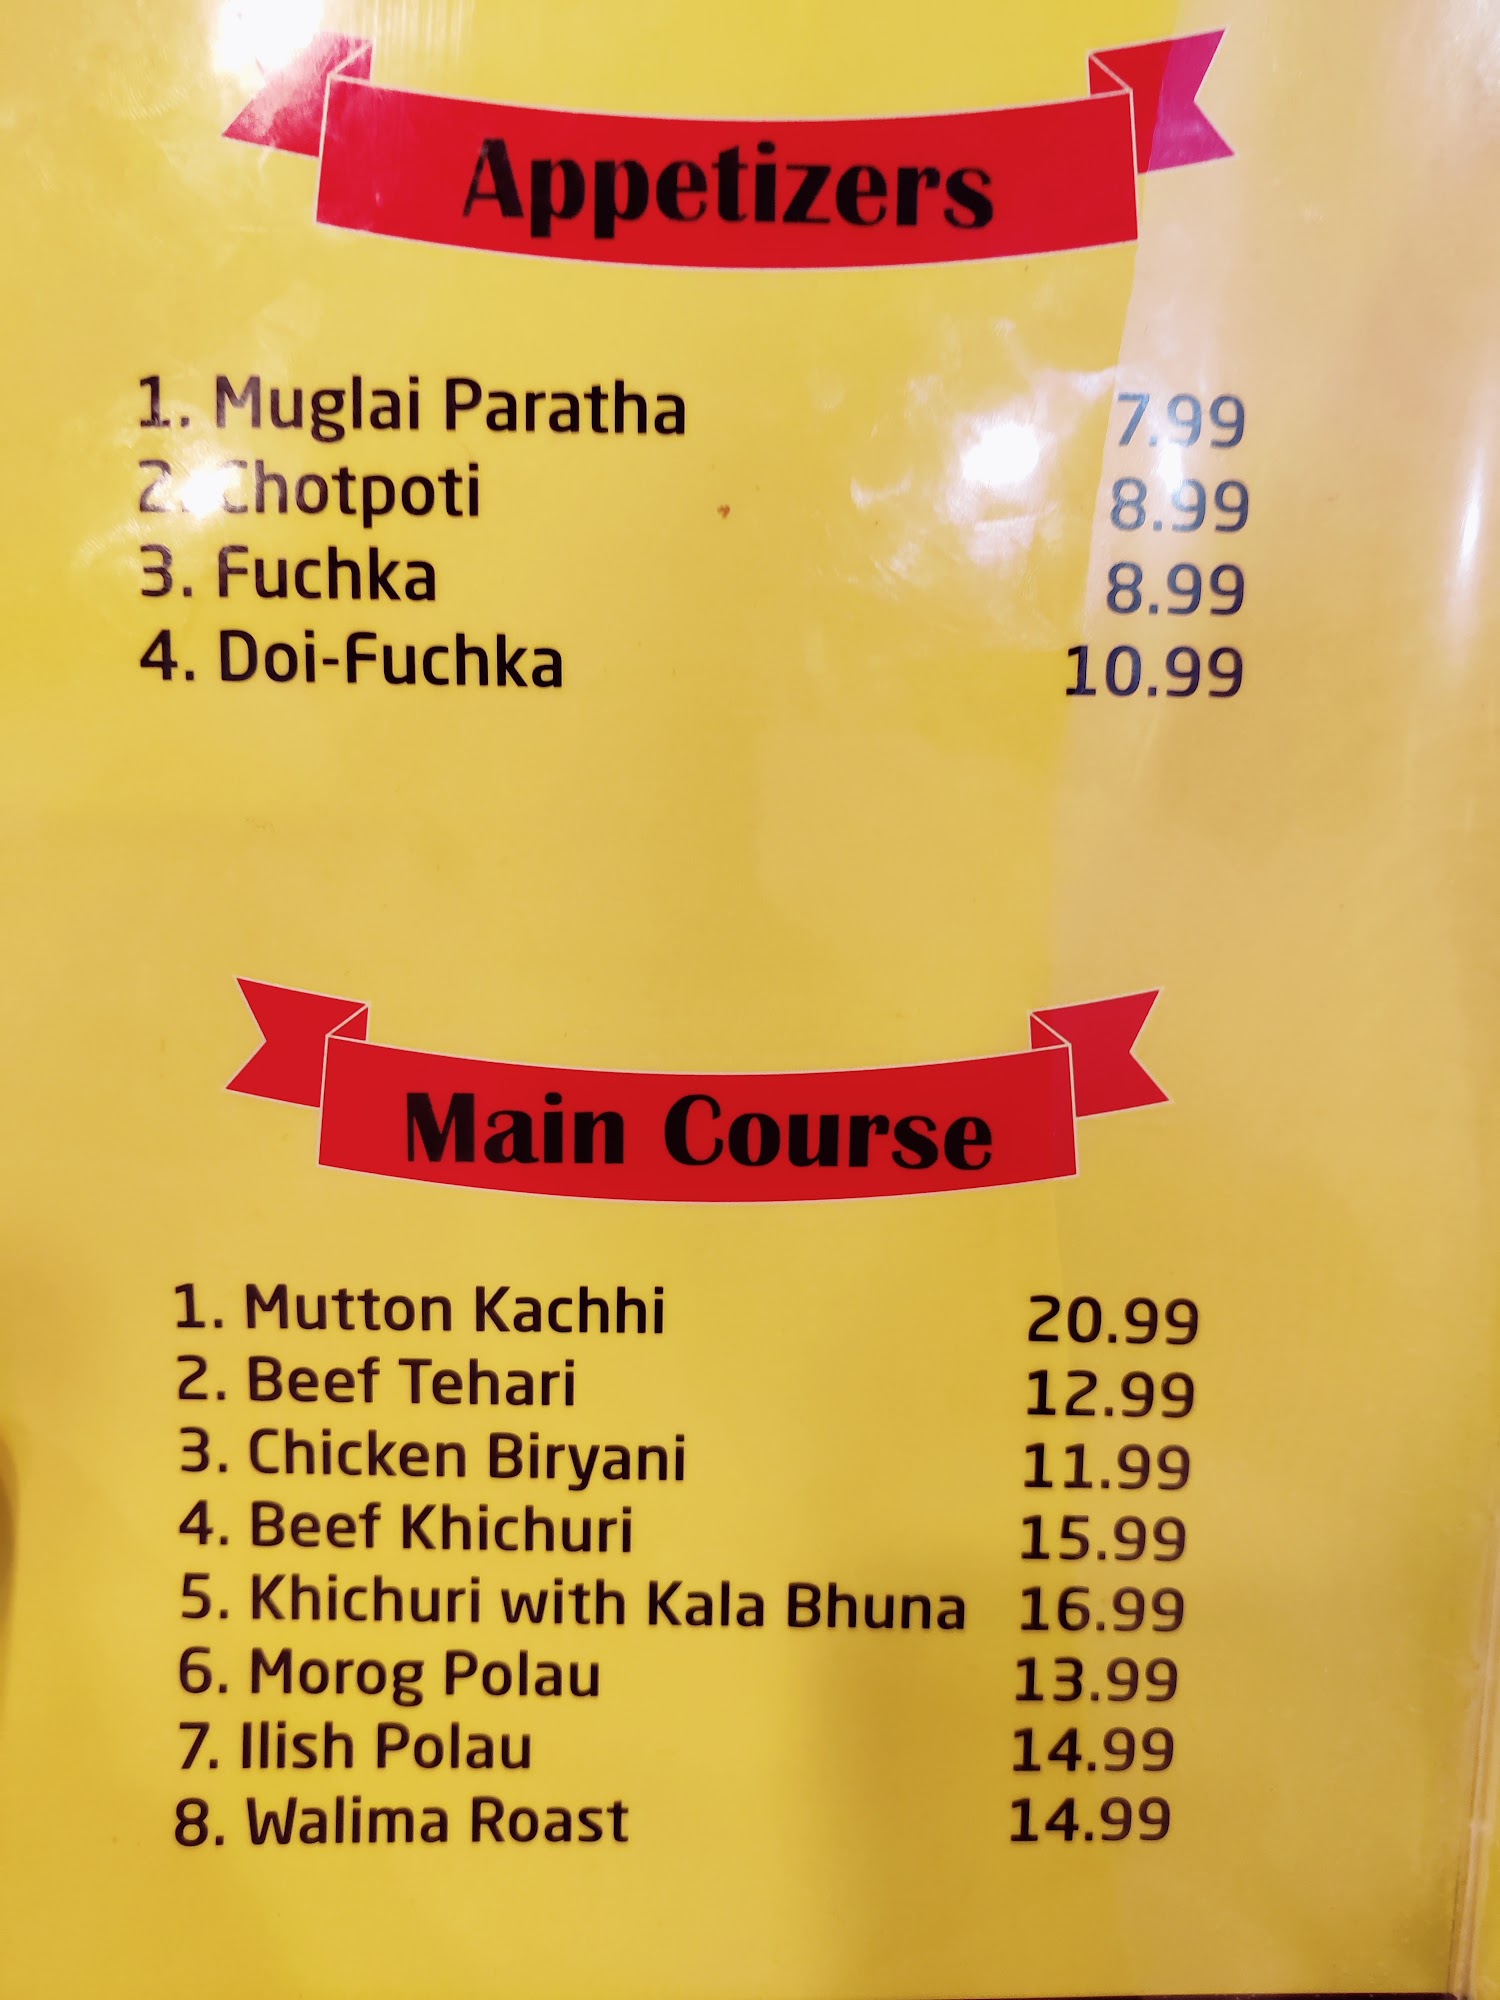 Appetizers
1. Muglai Paratha 7.99
2. Chotpoti 8.99
3. Fuchka 8.99
4. Doi-Fuchka 10.99
Main Course
1. Mutton Kachhi 20.99
2. Beef Tehari 12.99
3. Chicken Biryani 11.99
4. Beef Khichuri 15.99
5. Khichuri with Kala Bhuna 16.99
6. Morog Polau 13.99
7. Ilish Polau 14.99
8. Walima Roast 14.99